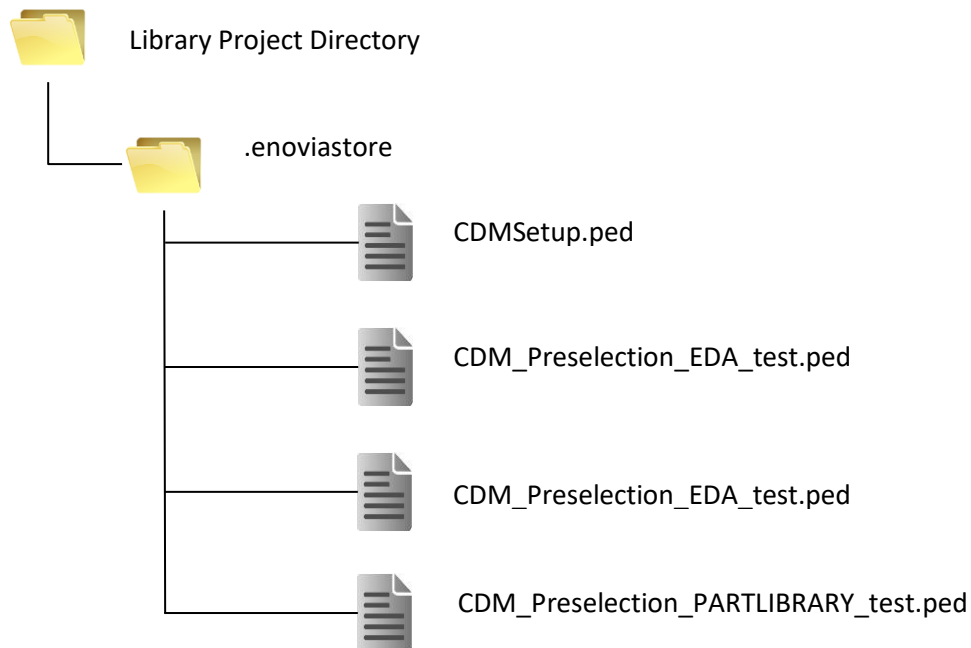 Library Project Directory
.enoviastore
CDMSetup.ped
CDM_Preselection_EDA_test.ped
CDM_Preselection_EDA_test.ped
CDM_Preselection_PARTLIBRARY_test.ped